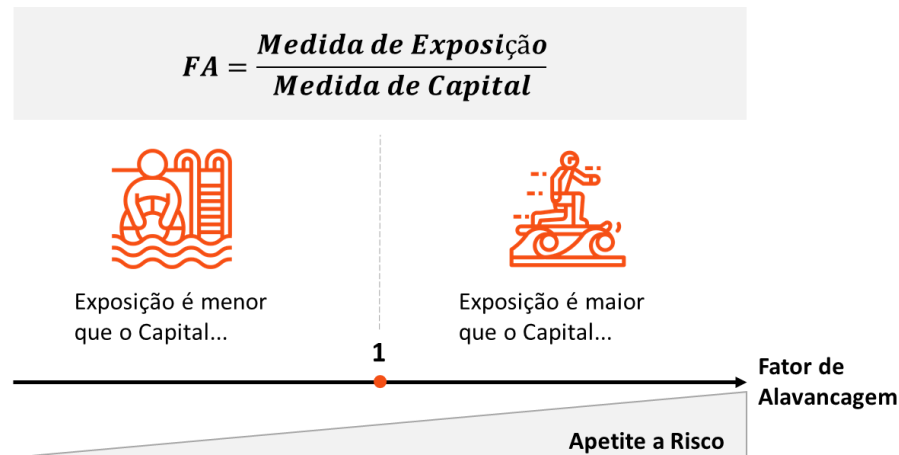 FA = Medida de Exposição / Medida de Capital
Exposição é menor
que o Capital...
Exposição é maior
que o Capital...
1
Fator de
Alavancagem
Apetite a Risco